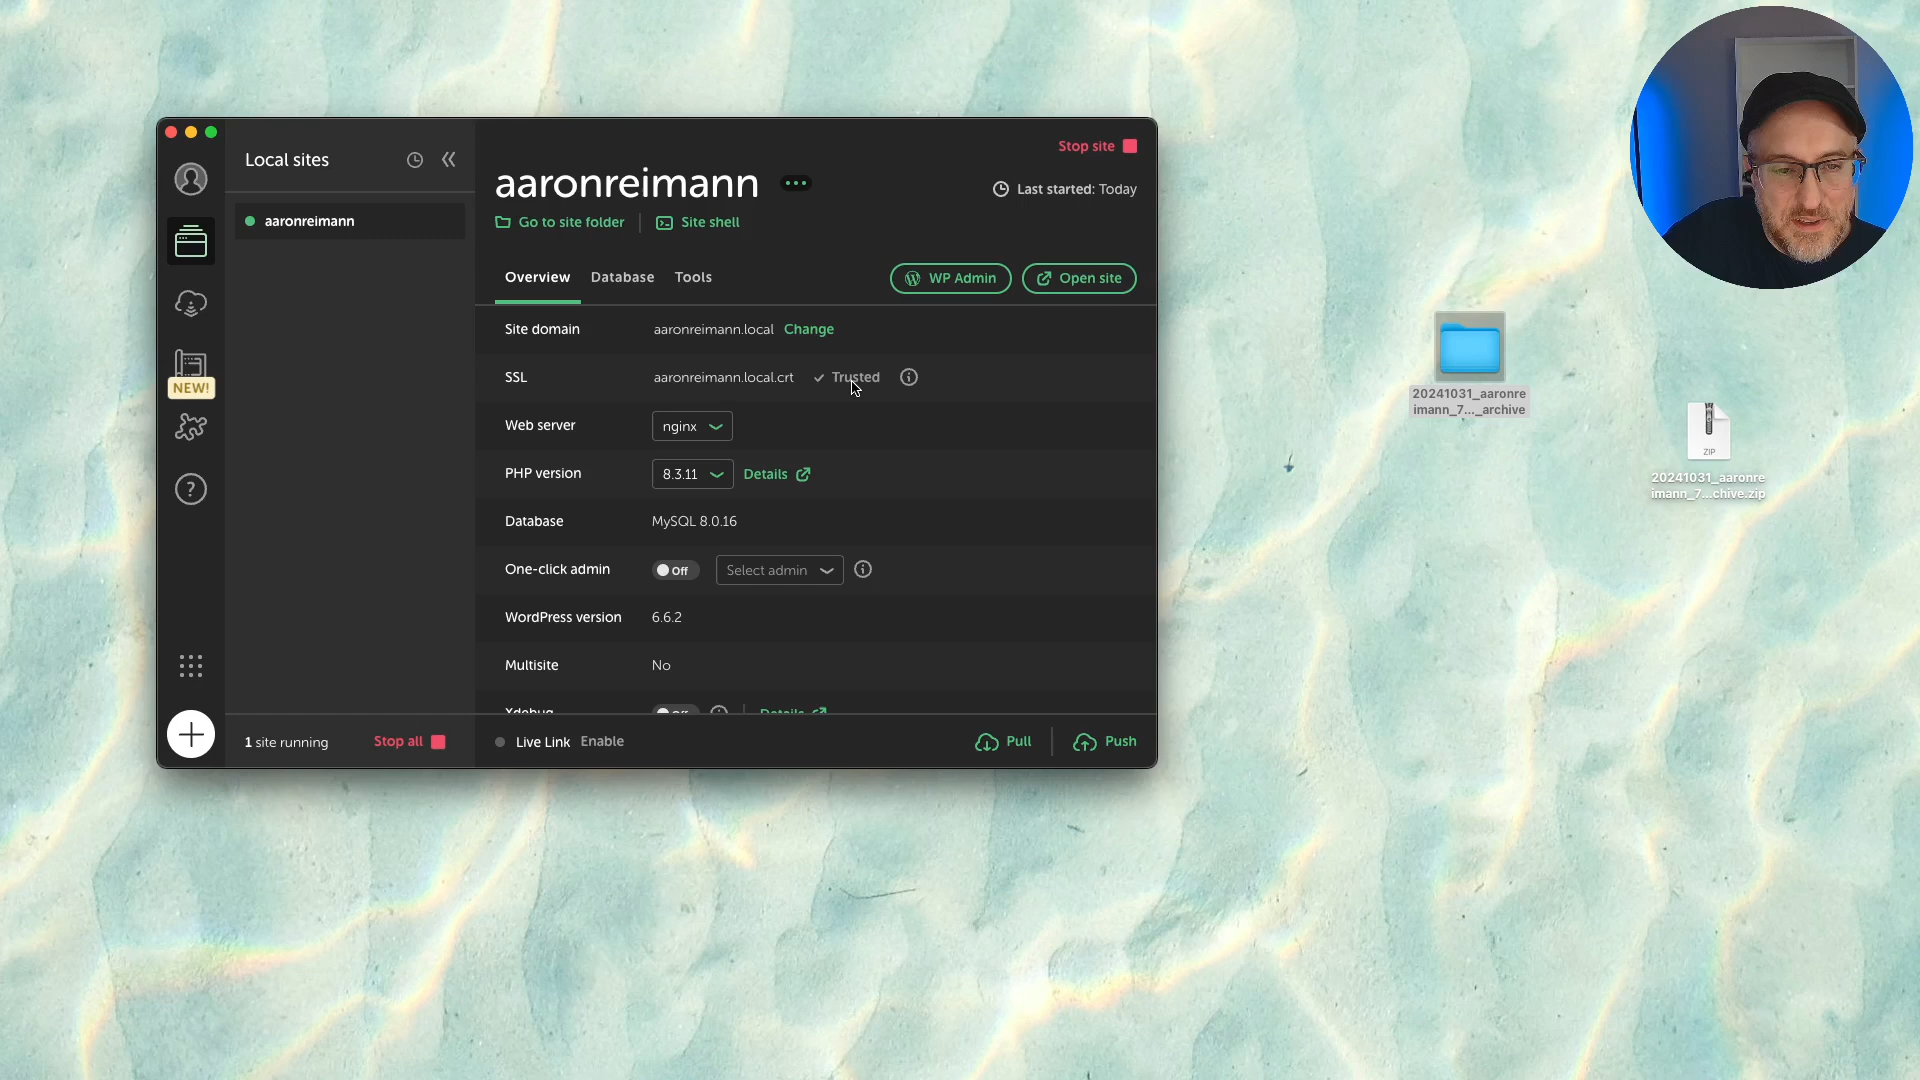 Local sites
aaronreimann
1 site running
Stop all
NEW!
Stop site
aaronreimann
Last started: Today
Go to site folder
Site shell
Overview
Database
Tools
WP Admin
Open site
Site domain
aaronreimann.local
Change
SSL
aaronreimann.local.crt
Trusted
Web server
nginx
PHP version
8.3.11
Details
Database
MySQL 8.0.16
One-click admin
Off
Select admin
WordPress version
6.6.2
Multisite
No
Xdebug
Off
Details
Live Link
Enable
Pull
Push
20241031_aaronre
imann_7..._archive
ZIP
20241031_aaronre
imann_7...chive.zip